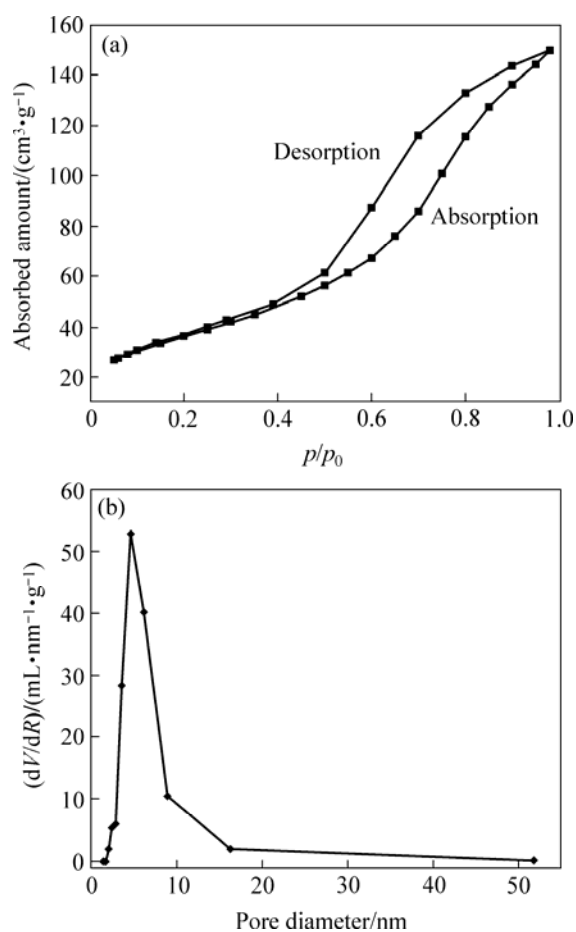 (a)
160
140
120
100
80
60
40
20
Absorbed amount/(cm³•g⁻¹)
Desorption
Absorption
0 0.2 0.4 0.6 0.8 1.0
p/p₀
(b)
60
50
40
30
20
10
0
(dV/dR)/(mL•nm⁻¹•g⁻¹)
0 10 20 30 40 50
Pore diameter/nm